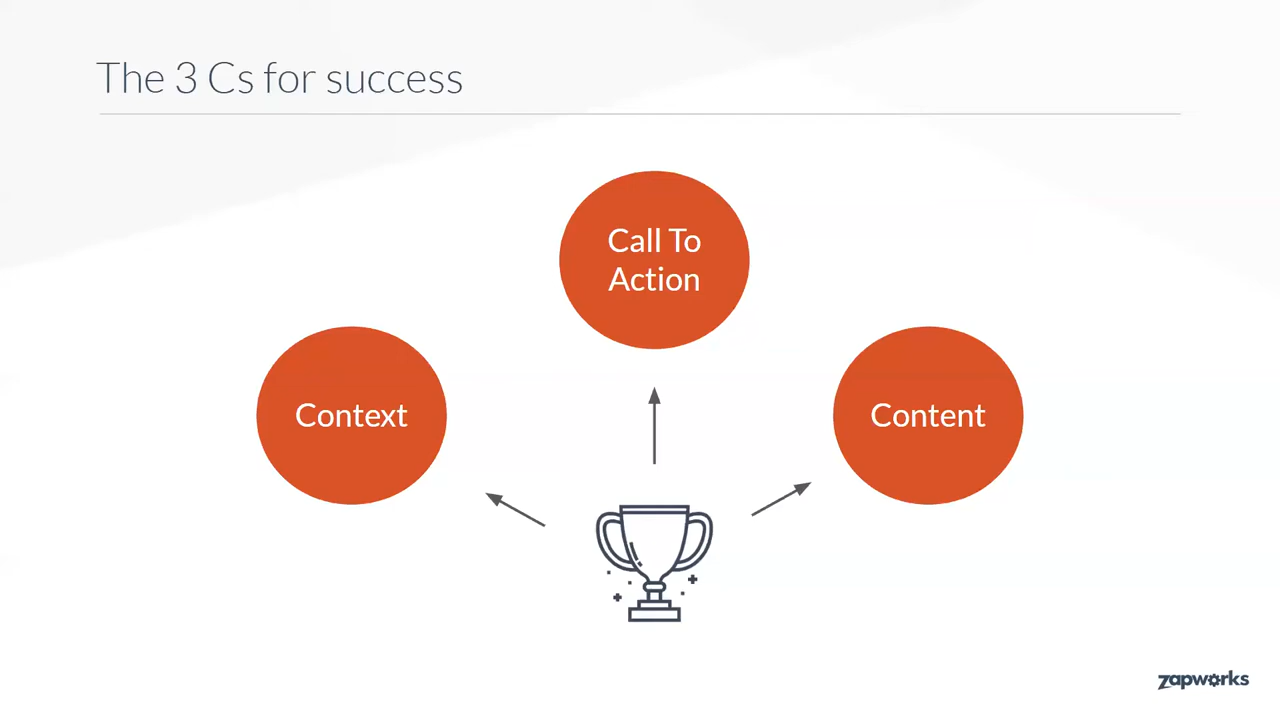 The 3 Cs for success
Call To
Action
Context
Content
zapworks